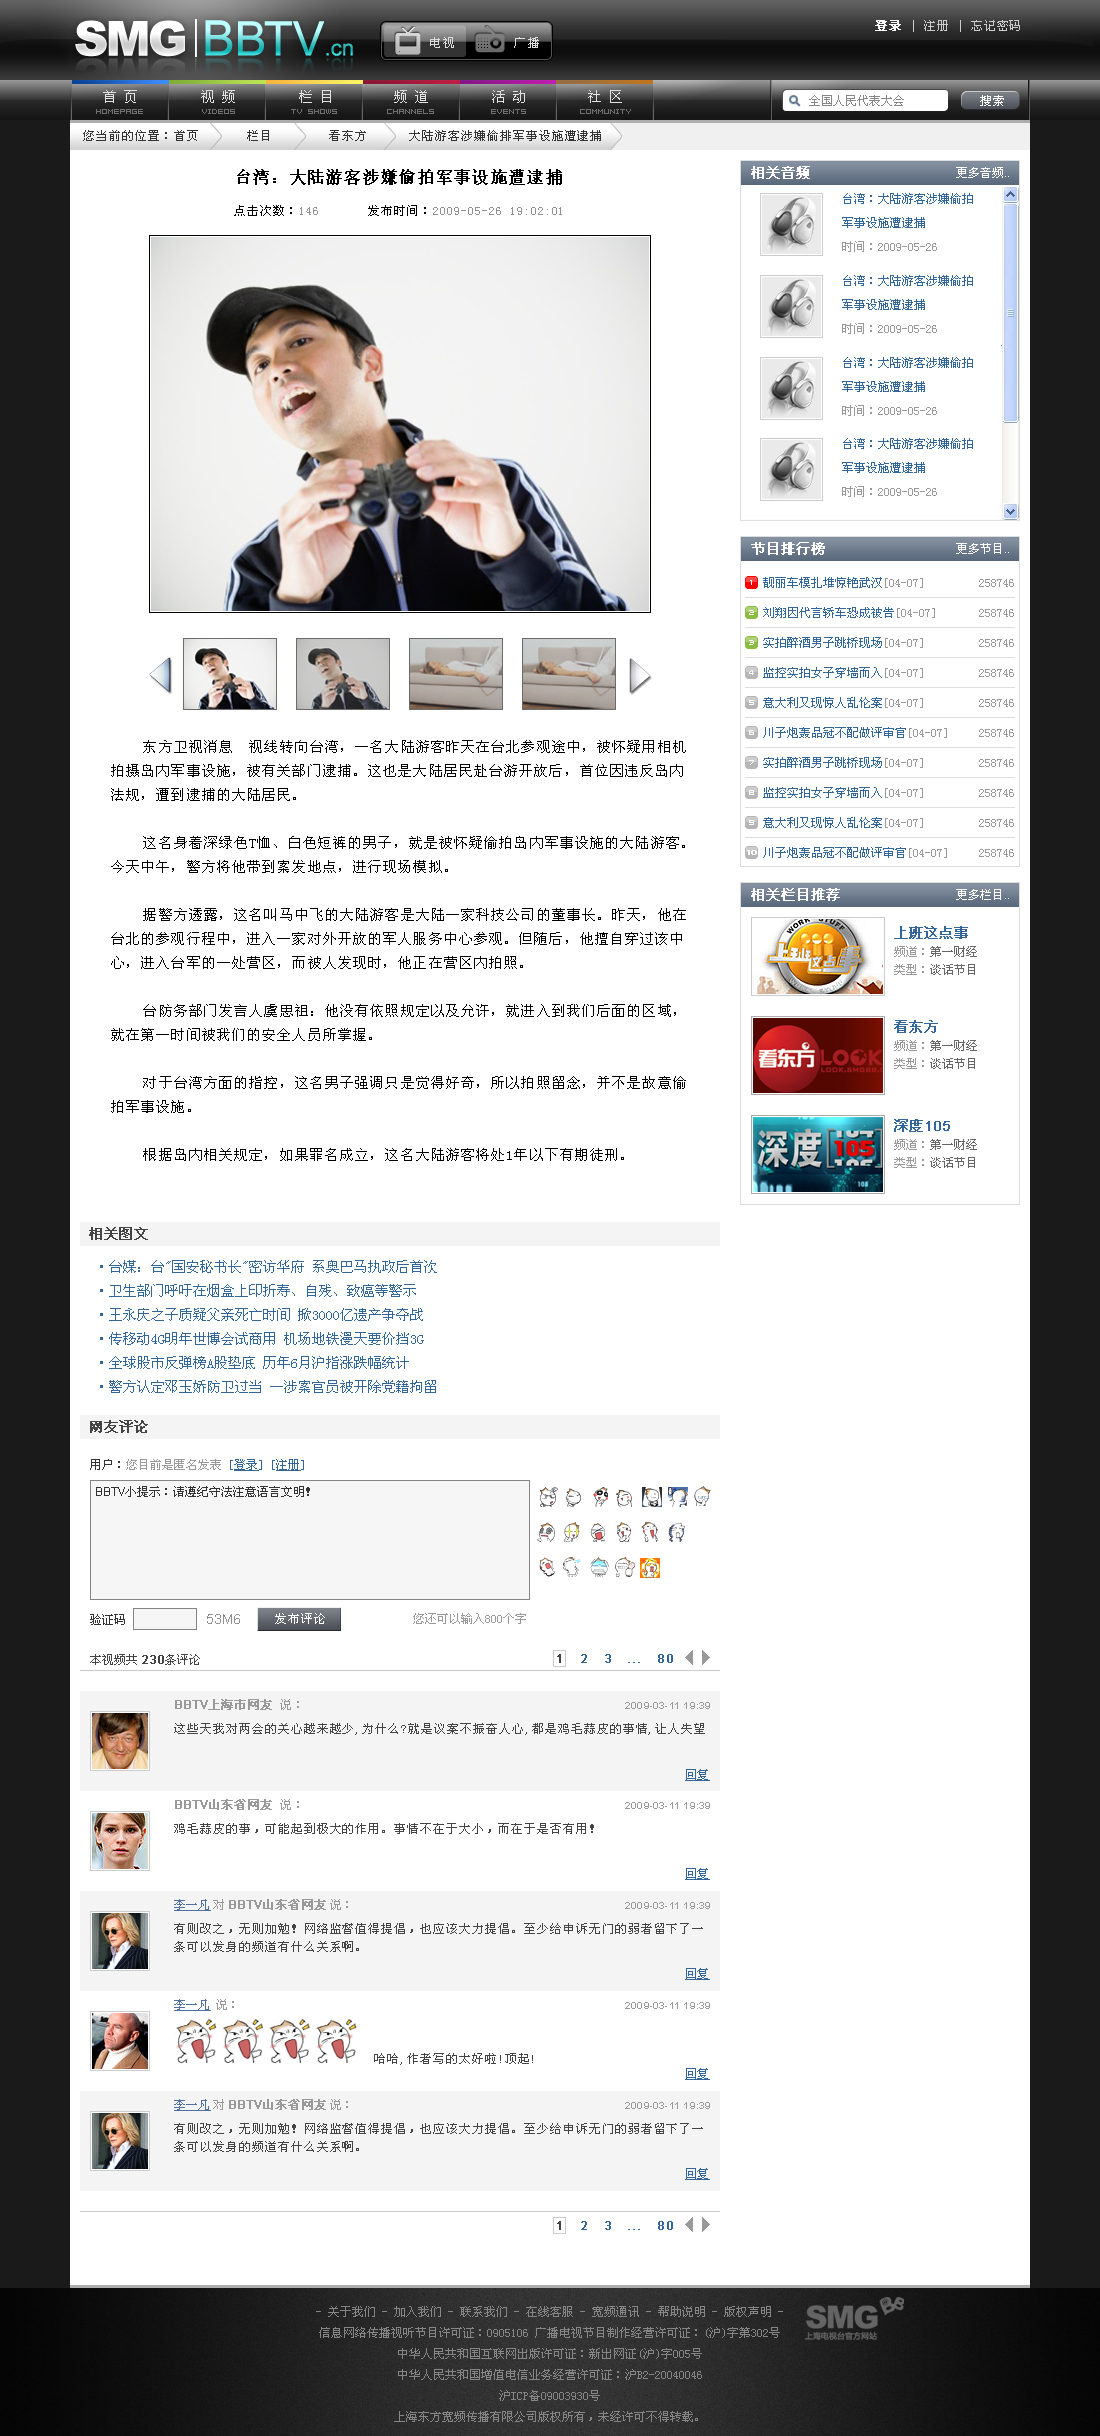 SMG BBTV.cn
电视 广播
登录 | 注册 | 忘记密码
首页 视频 栏目 频道 活动 社区
HOMEPAGE VIDEOS TV SHOWS CHANNELS EVENTS COMMUNITY
全国人民代表大会 搜索
您当前的位置：首页 栏目 看东方 大陆游客涉嫌偷排军事设施遭逮捕
台湾：大陆游客涉嫌偷拍军事设施遭逮捕
点击次数：146 发布时间：2009-05-26 19:02:01
东方卫视消息 视线转向台湾，一名大陆游客昨天在台北参观途中，被怀疑用相机
拍摄岛内军事设施，被有关部门逮捕。这也是大陆居民赴台游开放后，首位因违反岛内
法规，遭到逮捕的大陆居民。
这名身着深绿色T恤、白色短裤的男子，就是被怀疑偷拍岛内军事设施的大陆游客。
今天中午，警方将他带到案发地点，进行现场模拟。
据警方透露，这名叫马中飞的大陆游客是大陆一家科技公司的董事长。昨天，他在
台北的参观行程中，进入一家对外开放的军人服务中心参观。但随后，他擅自穿过该中
心，进入台军的一处营区，而被人发现时，他正在营区内拍照。
台防务部门发言人虞思祖：他没有依照规定以及允许，就进入到我们后面的区域，
就在第一时间被我们的安全人员所掌握。
对于台湾方面的指控，这名男子强调只是觉得好奇，所以拍照留念，并不是故意偷
拍军事设施。
根据岛内相关规定，如果罪名成立，这名大陆游客将处1年以下有期徒刑。
相关图文
·台媒：台"国安秘书长"密访华府 系奥巴马执政后首次
·卫生部门呼吁在烟盒上印折寿、自残、致癌等警示
·王永庆之子质疑父亲死亡时间 掀3000亿遗产争夺战
·传移动4G明年世博会试商用 机场地铁漫天要价挡3G
·全球股市反弹榜A股垫底 历年6月沪指涨跌幅统计
·警方认定邓玉娇防卫过当 一涉案官员被开除党籍拘留
网友评论
用户：您目前是匿名发表 [登录] [注册]
BBTV小提示：请遵纪守法注意语言文明！
验证码 53M6 发布评论 您还可以输入800个字
本视频共 230条评论 1 2 3 ... 80
BBTV上海市网友 说： 2009-03-11 19:39
这些天我对两会的关心越来越少，为什么？就是议案不振奋人心，都是鸡毛蒜皮的事情，让人失望
回复
BBTV山东省网友 说： 2009-03-11 19:39
鸡毛蒜皮的事，可能起到极大的作用。事情不在于大小，而在于是否有用！
回复
李一凡 对 BBTV山东省网友 说： 2009-03-11 19:39
有则改之，无则加勉！网络监督值得提倡，也应该大力提倡。至少给申诉无门的弱者留下了一
条可以发身的频道有什么关系啊。
回复
李一凡 说： 2009-03-11 19:39
哈哈，作者写的太好啦！顶起！
回复
李一凡 对 BBTV山东省网友 说： 2009-03-11 19:39
有则改之，无则加勉！网络监督值得提倡，也应该大力提倡。至少给申诉无门的弱者留下了一
条可以发身的频道有什么关系啊。
回复
1 2 3 ... 80
相关音频 更多音频..
台湾：大陆游客涉嫌偷拍
军事设施遭逮捕
时间：2009-05-26
台湾：大陆游客涉嫌偷拍
军事设施遭逮捕
时间：2009-05-26
台湾：大陆游客涉嫌偷拍
军事设施遭逮捕
时间：2009-05-26
台湾：大陆游客涉嫌偷拍
军事设施遭逮捕
时间：2009-05-26
节目排行榜 更多节目..
1 靓丽车模扎堆惊艳武汉[04-07] 258746
2 刘翔因代言轿车恐成被告[04-07] 258746
3 实拍醉酒男子跳桥现场[04-07] 258746
4 监控实拍女子穿墙而入[04-07] 258746
5 意大利又现惊人乱伦案[04-07] 258746
6 川子炮轰品冠不配做评审官[04-07] 258746
7 实拍醉酒男子跳桥现场[04-07] 258746
8 监控实拍女子穿墙而入[04-07] 258746
9 意大利又现惊人乱伦案[04-07] 258746
10 川子炮轰品冠不配做评审官[04-07] 258746
相关栏目推荐 更多栏目..
WORK STUFF
上班这点事
上班这点事
频道：第一财经
类型：谈话节目
看东方 LOOK
看东方
频道：第一财经
类型：谈话节目
深度 105
深度105
频道：第一财经
类型：谈话节目
- 关于我们 - 加入我们 - 联系我们 - 在线客服 - 宽频通讯 - 帮助说明 - 版权声明 -
信息网络传播视听节目许可证：0905106 广播电视节目制作经营许可证：(沪)字第302号
中华人民共和国互联网出版许可证：新出网证(沪)字005号
中华人民共和国增值电信业务经营许可证：沪B2-20040046
沪ICP备09003930号
上海东方宽频传播有限公司版权所有，未经许可不得转载。
SMG
上海电视台官方网站